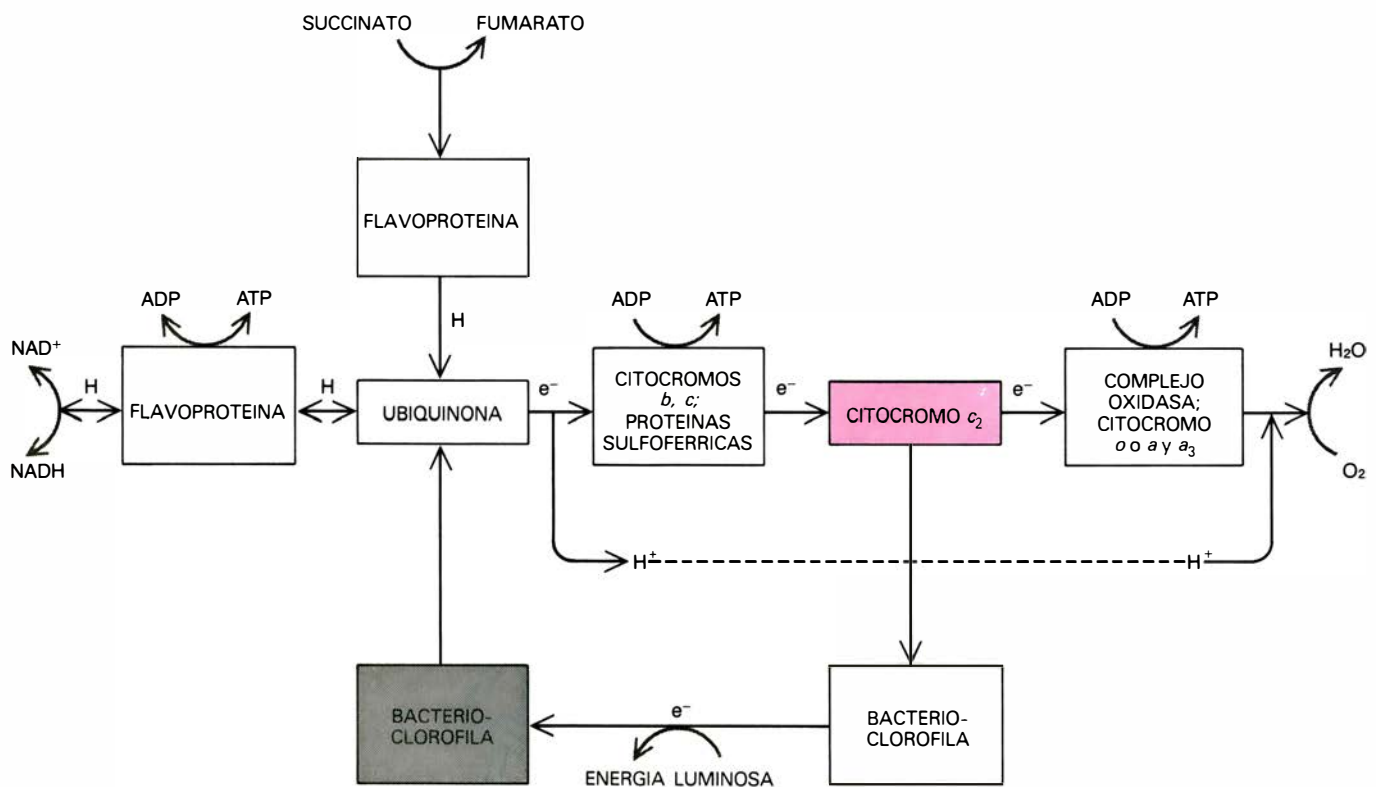 SUCCINATO FUMARATO
FLAVOPROTEINA
H
ADP ATP
ADP ATP
ADP ATP
NAD⁺
H
FLAVOPROTEINA
H
NADH
UBIQUINONA
e⁻
CITOCROMOS
b, c;
PROTEINAS
SULFOFERRICAS
e⁻
CITOCROMO c₂
e⁻
COMPLEJO
OXIDASA;
CITOCROMO
o o a y a₃
H₂O
O₂
H⁺ H⁺
BACTERIO-
CLOROFILA
e⁻
ENERGIA LUMINOSA
BACTERIO-
CLOROFILA